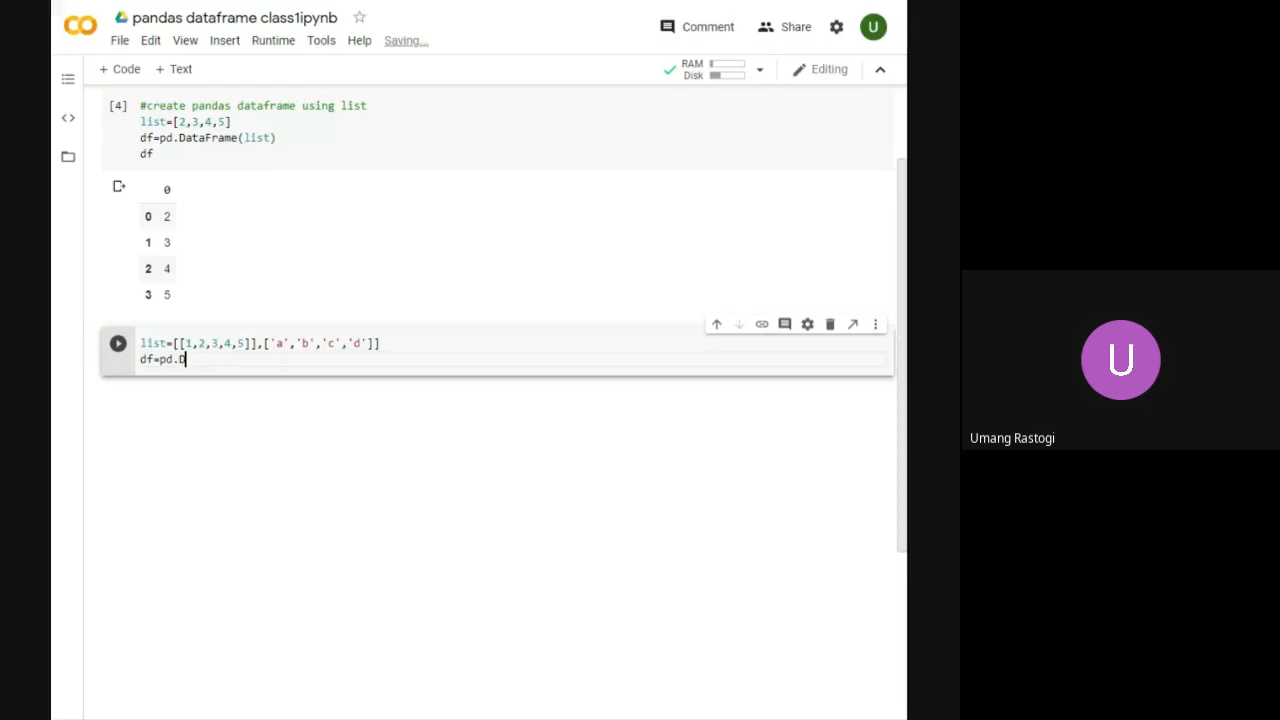 pandas dataframe class1ipynb
File Edit View Insert Runtime Tools Help Saving...
Comment Share U
+ Code + Text
RAM
Disk
Editing
[4] #create pandas dataframe using list
list=[2,3,4,5]
df=pd.DataFrame(list)
df
0
0 2
1 3
2 4
3 5
list=[[1,2,3,4,5]],['a','b','c','d']]
df=pd.D
U
Umang Rastogi